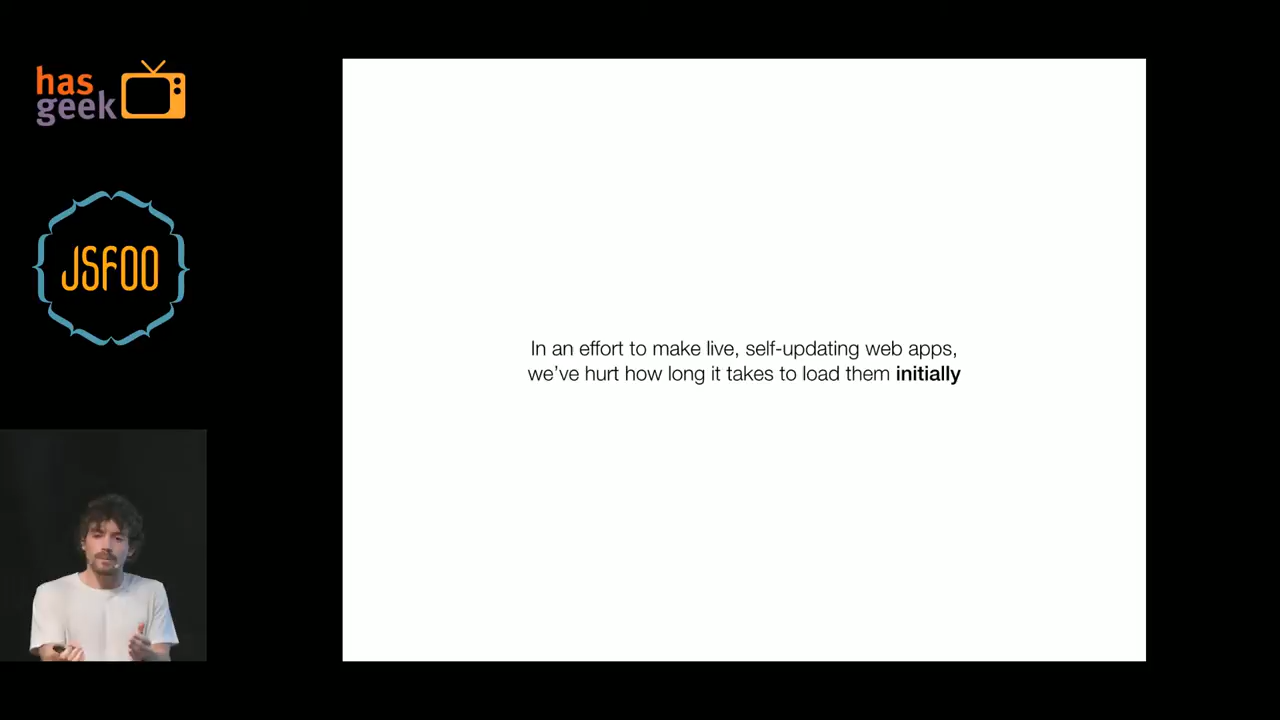 has
geek
JSFOO
In an effort to make live, self-updating web apps,
we've hurt how long it takes to load them initially